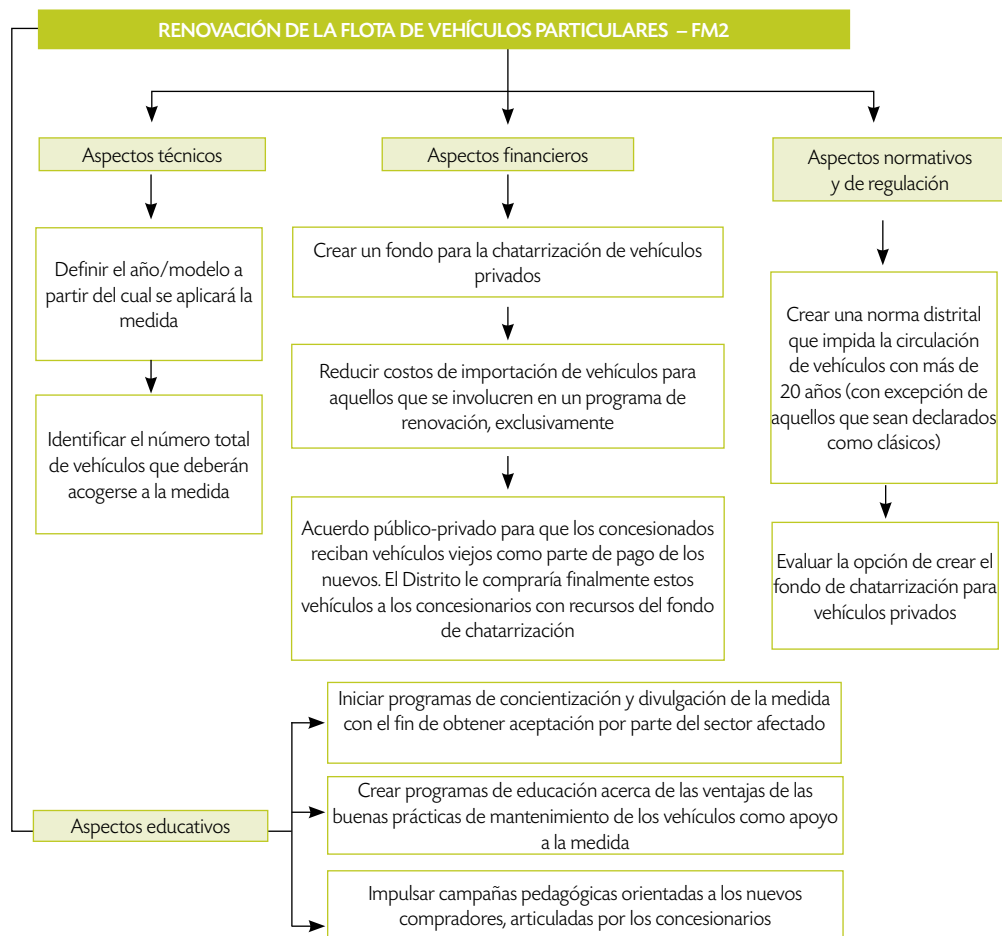 RENOVACIÓN DE LA FLOTA DE VEHÍCULOS PARTICULARES – FM2
Aspectos técnicos
Definir el año/modelo a
partir del cual se aplicará la
medida
Identificar el número total
de vehículos que deberán
acogerse a la medida
Aspectos financieros
Crear un fondo para la chatarrización de vehículos
privados
Reducir costos de importación de vehículos para
aquellos que se involucren en un programa de
renovación, exclusivamente
Acuerdo público-privado para que los concesionados
reciban vehículos viejos como parte de pago de los
nuevos. El Distrito le compraría finalmente estos
vehículos a los concesionarios con recursos del fondo
de chatarrización
Aspectos normativos
y de regulación
Crear una norma distrital
que impida la circulación
de vehículos con más de
20 años (con excepción de
aquellos que sean declarados
como clásicos)
Evaluar la opción de crear el
fondo de chatarrización para
vehículos privados
Aspectos educativos
Iniciar programas de concientización y divulgación de la medida
con el fin de obtener aceptación por parte del sector afectado
Crear programas de educación acerca de las ventajas de las
buenas prácticas de mantenimiento de los vehículos como apoyo
a la medida
Impulsar campañas pedagógicas orientadas a los nuevos
compradores, articuladas por los concesionarios